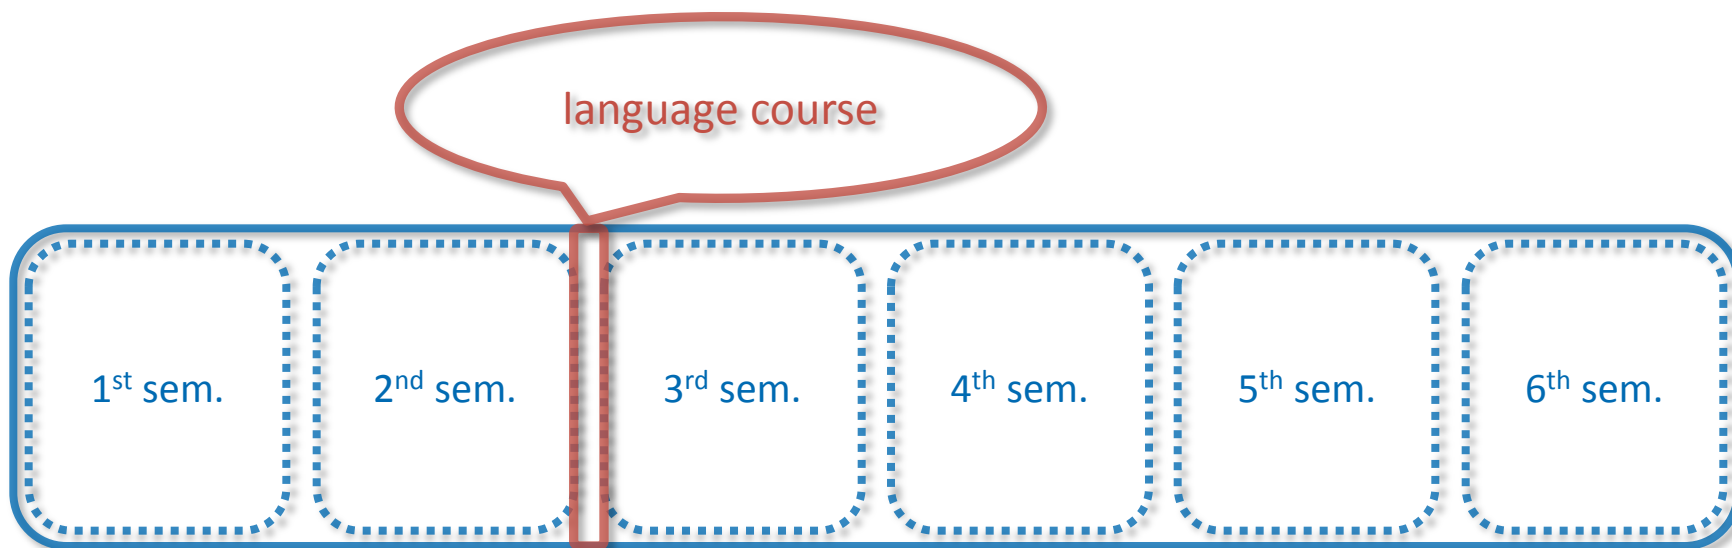 language course
1st sem.
2nd sem.
3rd sem.
4th sem.
5th sem.
6th sem.